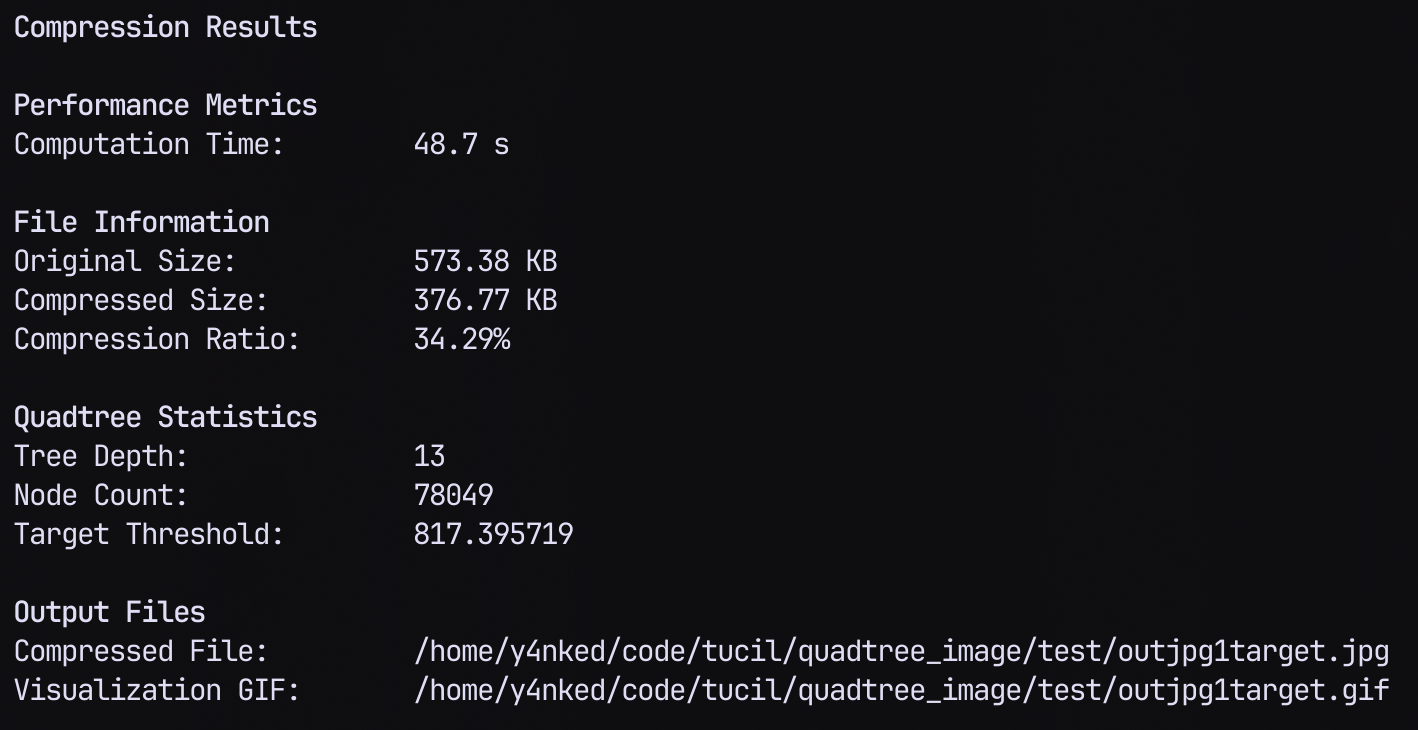 Compression Results
Performance Metrics
Computation Time: 48.7 s
File Information
Original Size: 573.38 KB
Compressed Size: 376.77 KB
Compression Ratio: 34.29%
Quadtree Statistics
Tree Depth: 13
Node Count: 78049
Target Threshold: 817.395719
Output Files
Compressed File: /home/y4nked/code/tucil/quadtree_image/test/outjpg1target.jpg
Visualization GIF: /home/y4nked/code/tucil/quadtree_image/test/outjpg1target.gif